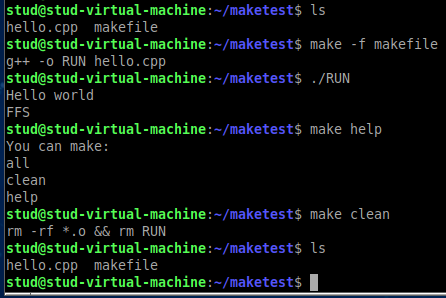 stud@stud-virtual-machine:~/maketest$ ls
hello.cpp  makefile
stud@stud-virtual-machine:~/maketest$ make -f makefile
g++ -o RUN hello.cpp
stud@stud-virtual-machine:~/maketest$ ./RUN
Hello world
FFS
stud@stud-virtual-machine:~/maketest$ make help
You can make:
all
clean
help
stud@stud-virtual-machine:~/maketest$ make clean
rm -rf *.o && rm RUN
stud@stud-virtual-machine:~/maketest$ ls
hello.cpp  makefile
stud@stud-virtual-machine:~/maketest$